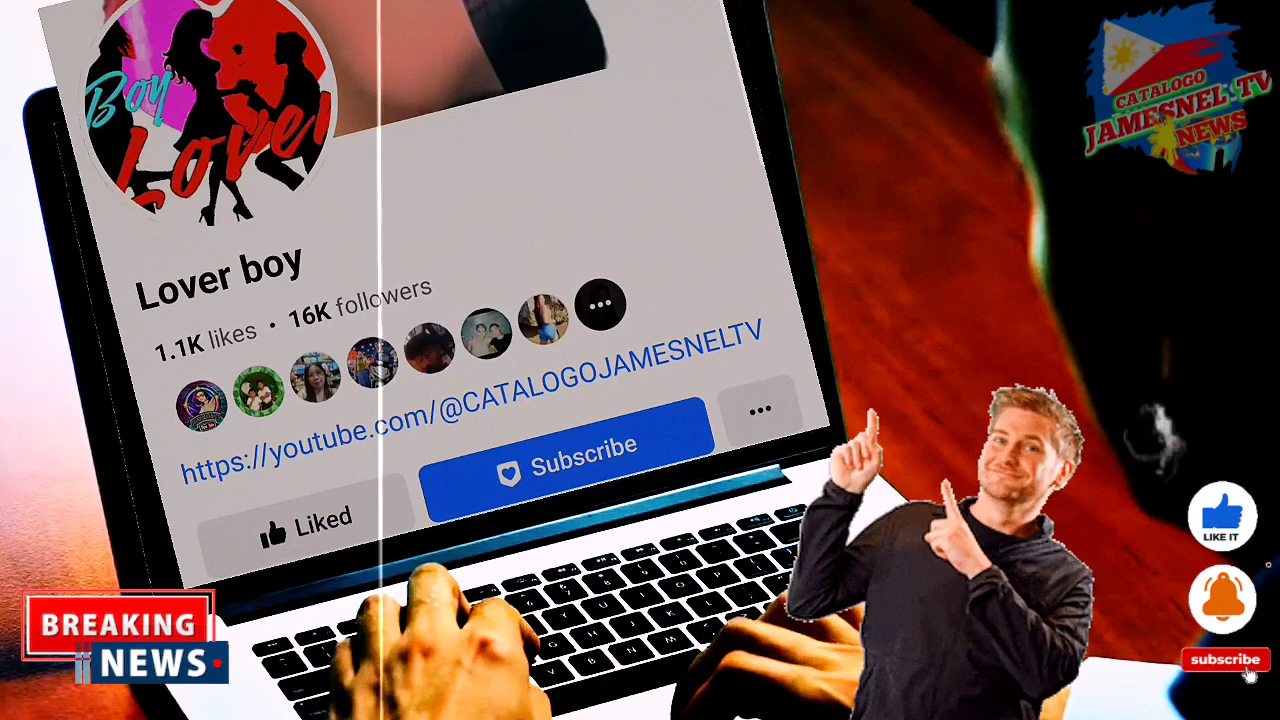 Boy
Lover
CATALOGO
JAMESNEL TV
NEWS
Lover boy
1.1K likes • 16K followers
https://youtube.com/@CATALOGOJAMESNELTV
Liked
Subscribe
LIKE IT
BREAKING
NEWS
subscribe